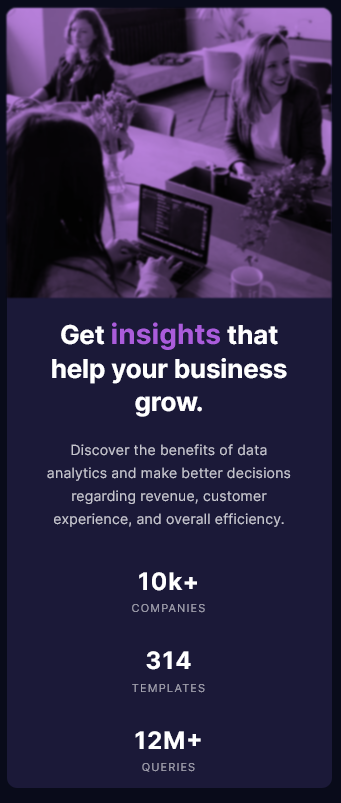 Get insights that
help your business
grow.
Discover the benefits of data
analytics and make better decisions
regarding revenue, customer
experience, and overall efficiency.
10k+
COMPANIES
314
TEMPLATES
12M+
QUERIES